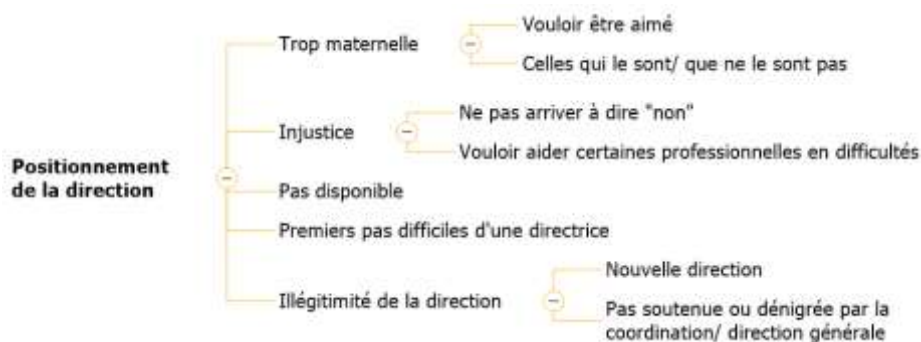 Positionnement
de la direction
Trop maternelle
Vouloir être aimé
Celles qui le sont/ que ne le sont pas
Injustice
Ne pas arriver à dire "non"
Vouloir aider certaines professionnelles en difficultés
Pas disponible
Premiers pas difficiles d'une directrice
Illégitimité de la direction
Nouvelle direction
Pas soutenue ou dénigrée par la
coordination/ direction générale